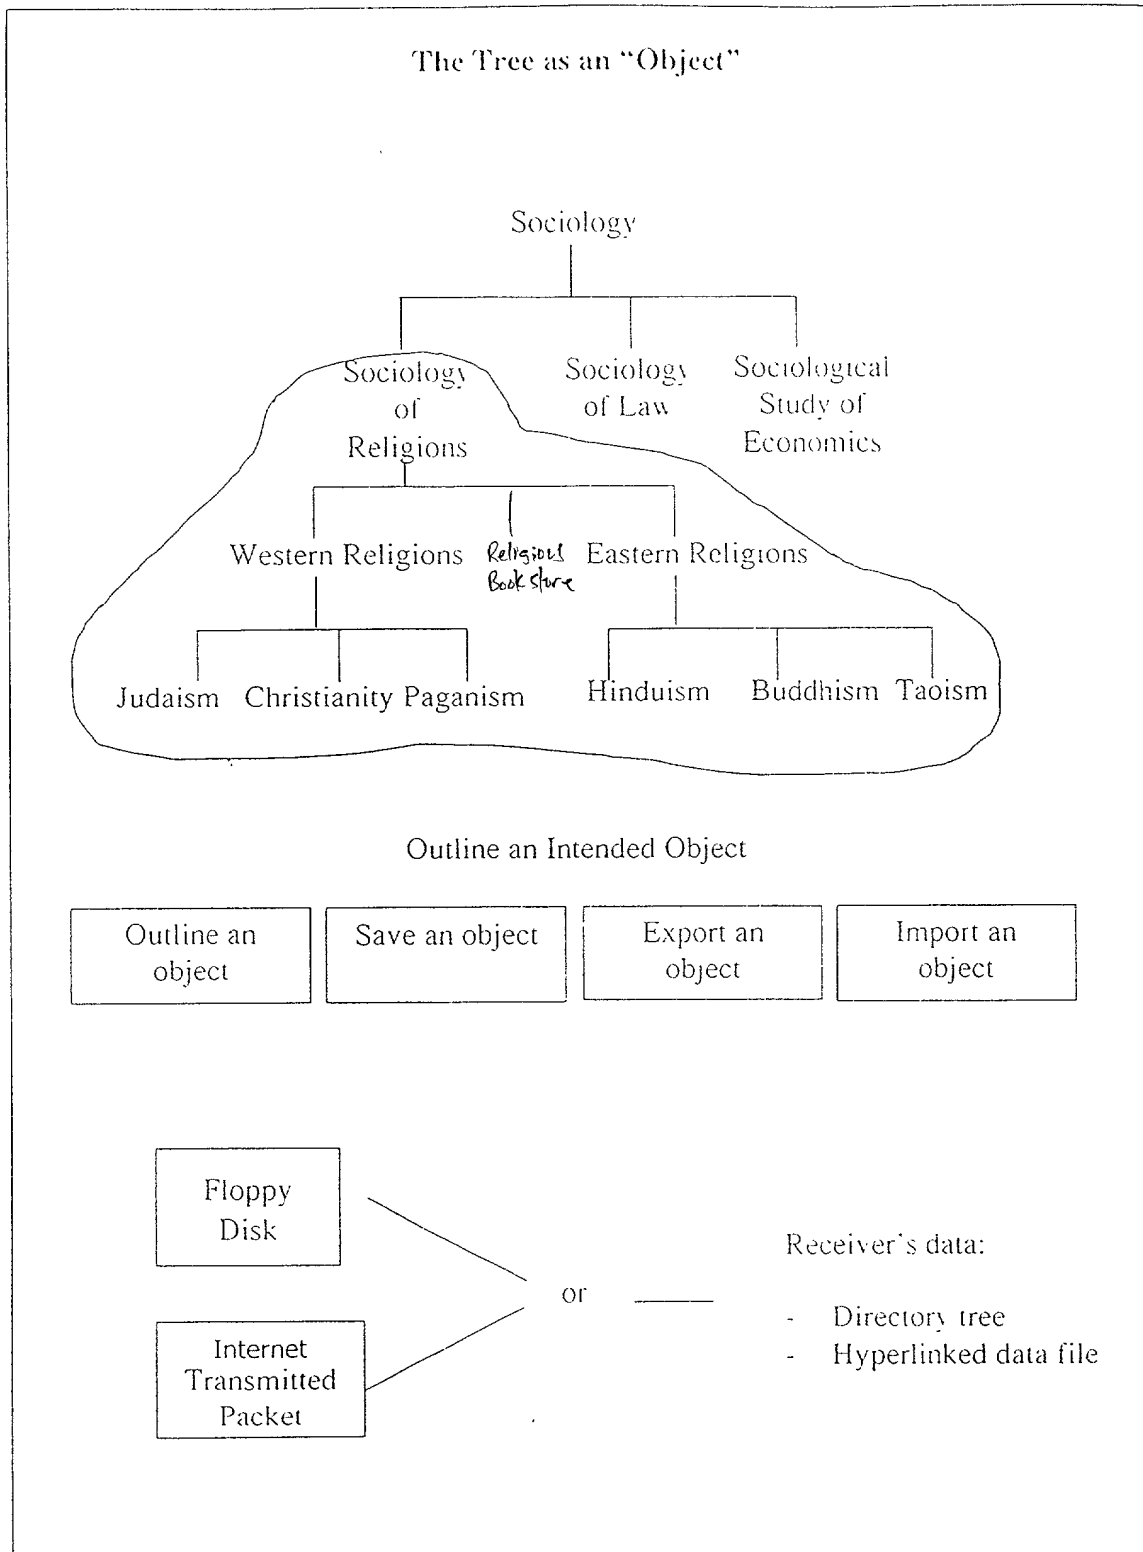 The Tree as an “Object”
Sociology
Sociology
of
Religions
Sociology
of Law
Sociological
Study of
Economics
Western Religions
Religious
Bookstore
Eastern Religions
Judaism
Christianity
Paganism
Hinduism
Buddhism
Taoism
Outline an Intended Object
Outline an
object
Save an object
Export an
object
Import an
object
Floppy
Disk
Internet
Transmitted
Packet
or
Receiver's data:
- Directory tree
- Hyperlinked data file